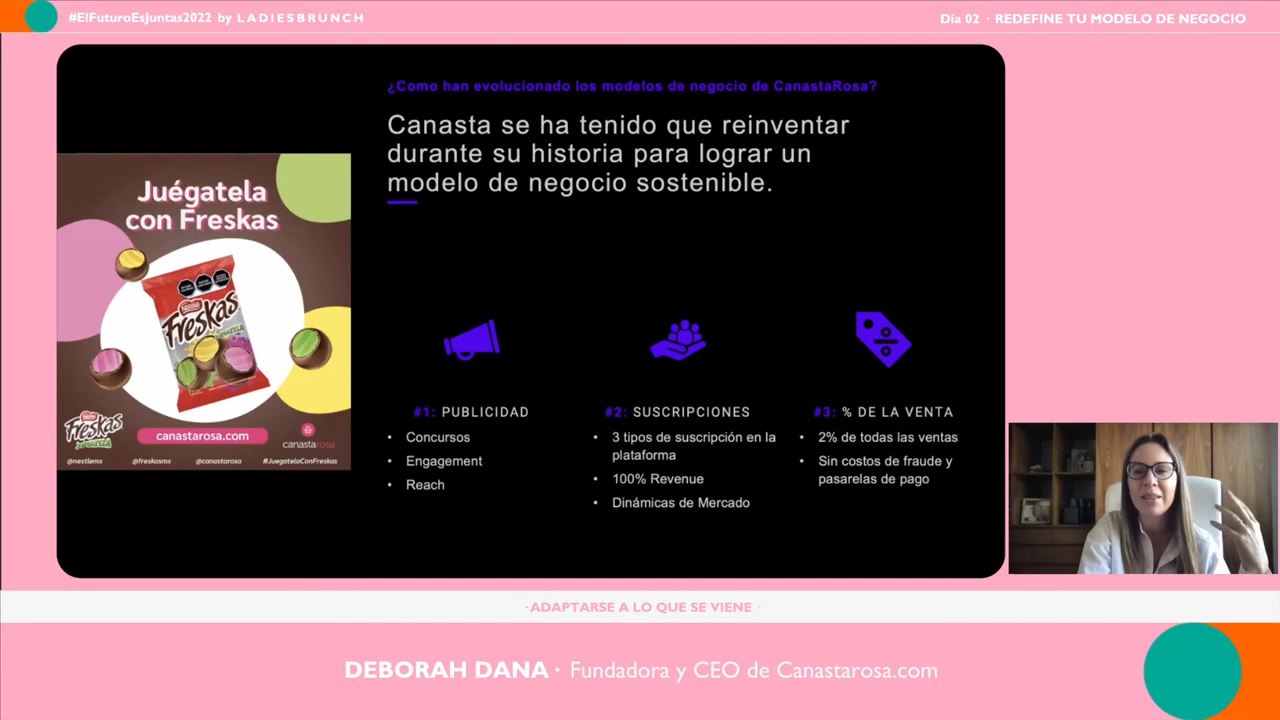 #ElFuturoEsJuntas2022 by LADIESBRUNCH
Día 02 · REDEFINE TU MODELO DE NEGOCIO
¿Como han evolucionado los modelos de negocio de CanastaRosa?
Canasta se ha tenido que reinventar
durante su historia para lograr un
modelo de negocio sostenible.
Juégatela
con Freskas
Nestlé
Freskas
canastarosa.com
Nestlé
Freskas
JUÉGATELA
canastarosa
@nestlemx @freskasmx @canastarosa #JuegatelaConFreskas
#1: PUBLICIDAD
• Concursos
• Engagement
• Reach
#2: SUSCRIPCIONES
• 3 tipos de suscripción en la
plataforma
• 100% Revenue
• Dinámicas de Mercado
#3: % DE LA VENTA
• 2% de todas las ventas
• Sin costos de fraude y
pasarelas de pago
· ADAPTARSE A LO QUE SE VIENE ·
DEBORAH DANA · Fundadora y CEO de Canastarosa.com